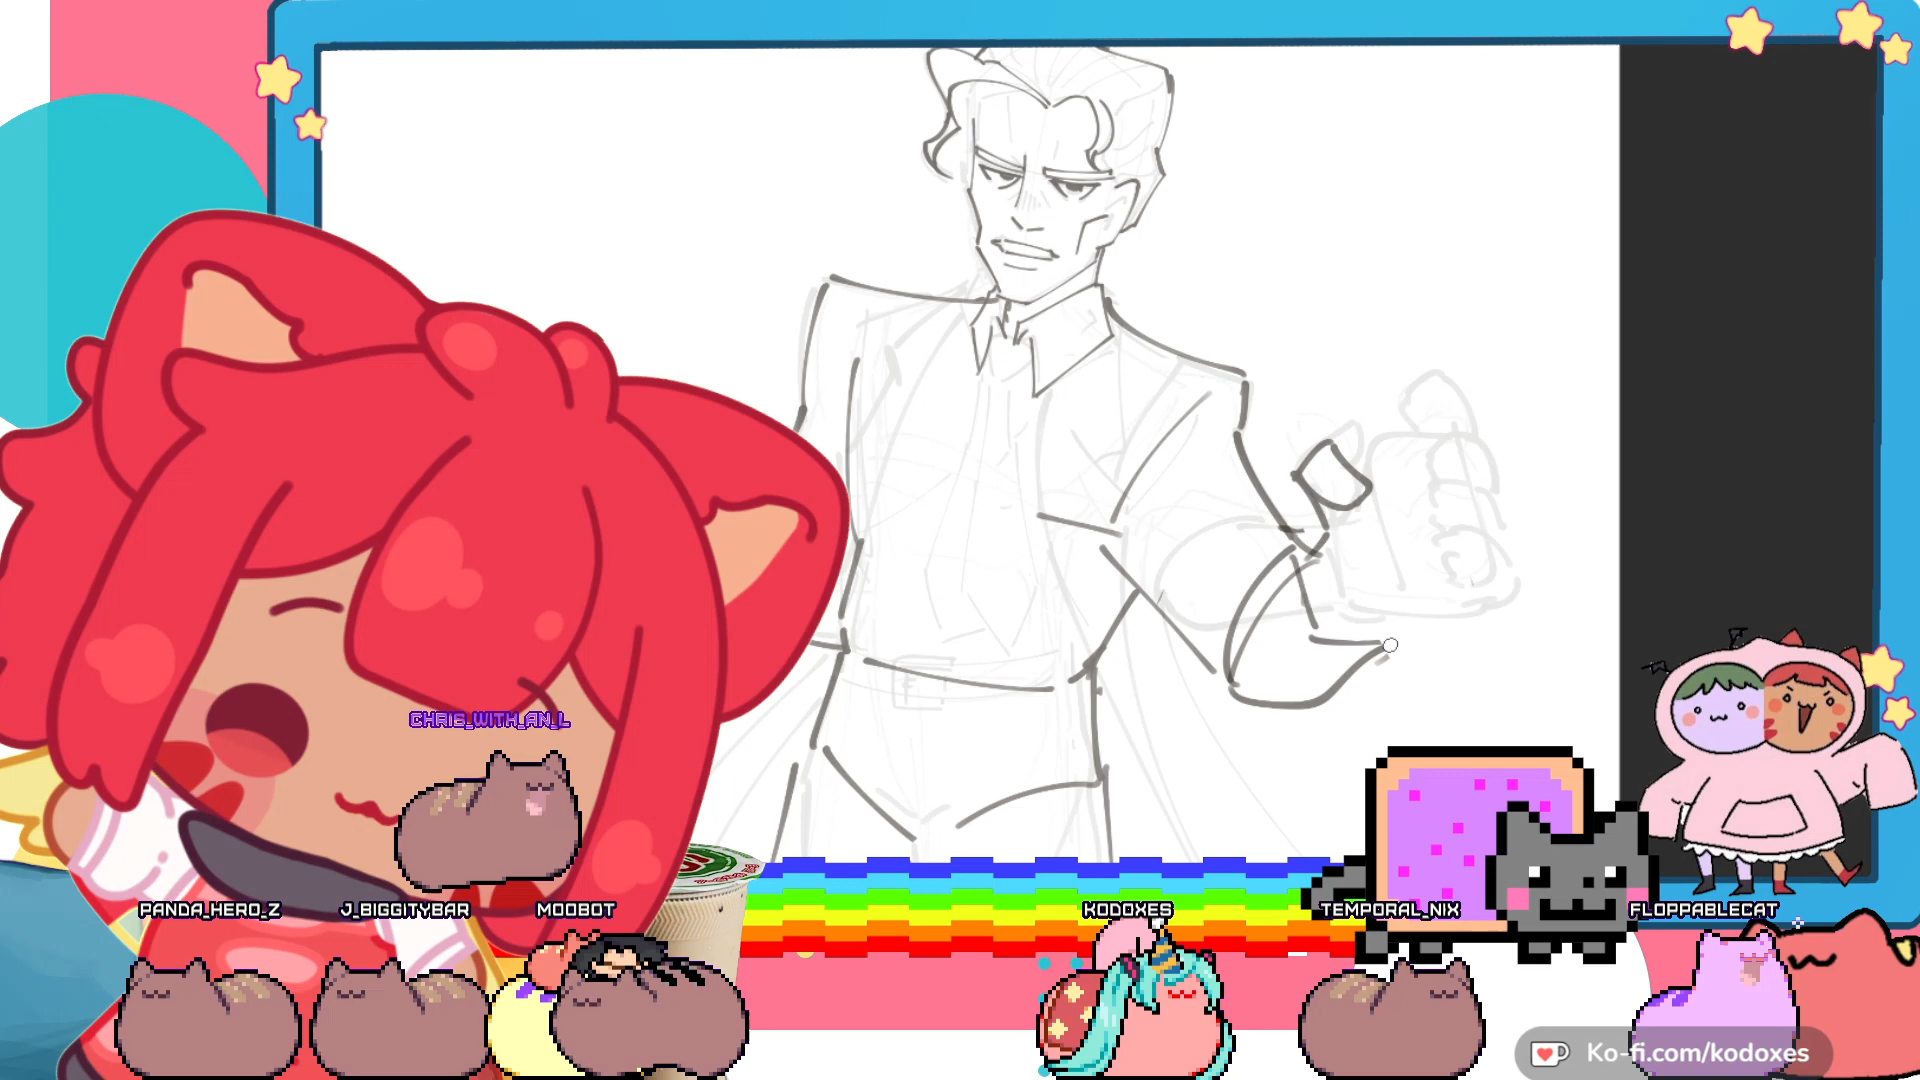 CHRIS_WITH_AN_L
PANDA_HERO_Z
J_BIGGITYBAR
MOOBOT
KODOXES
TEMPORAL_NIX
FLOPPABLECAT
Ko-fi.com/kodoxes